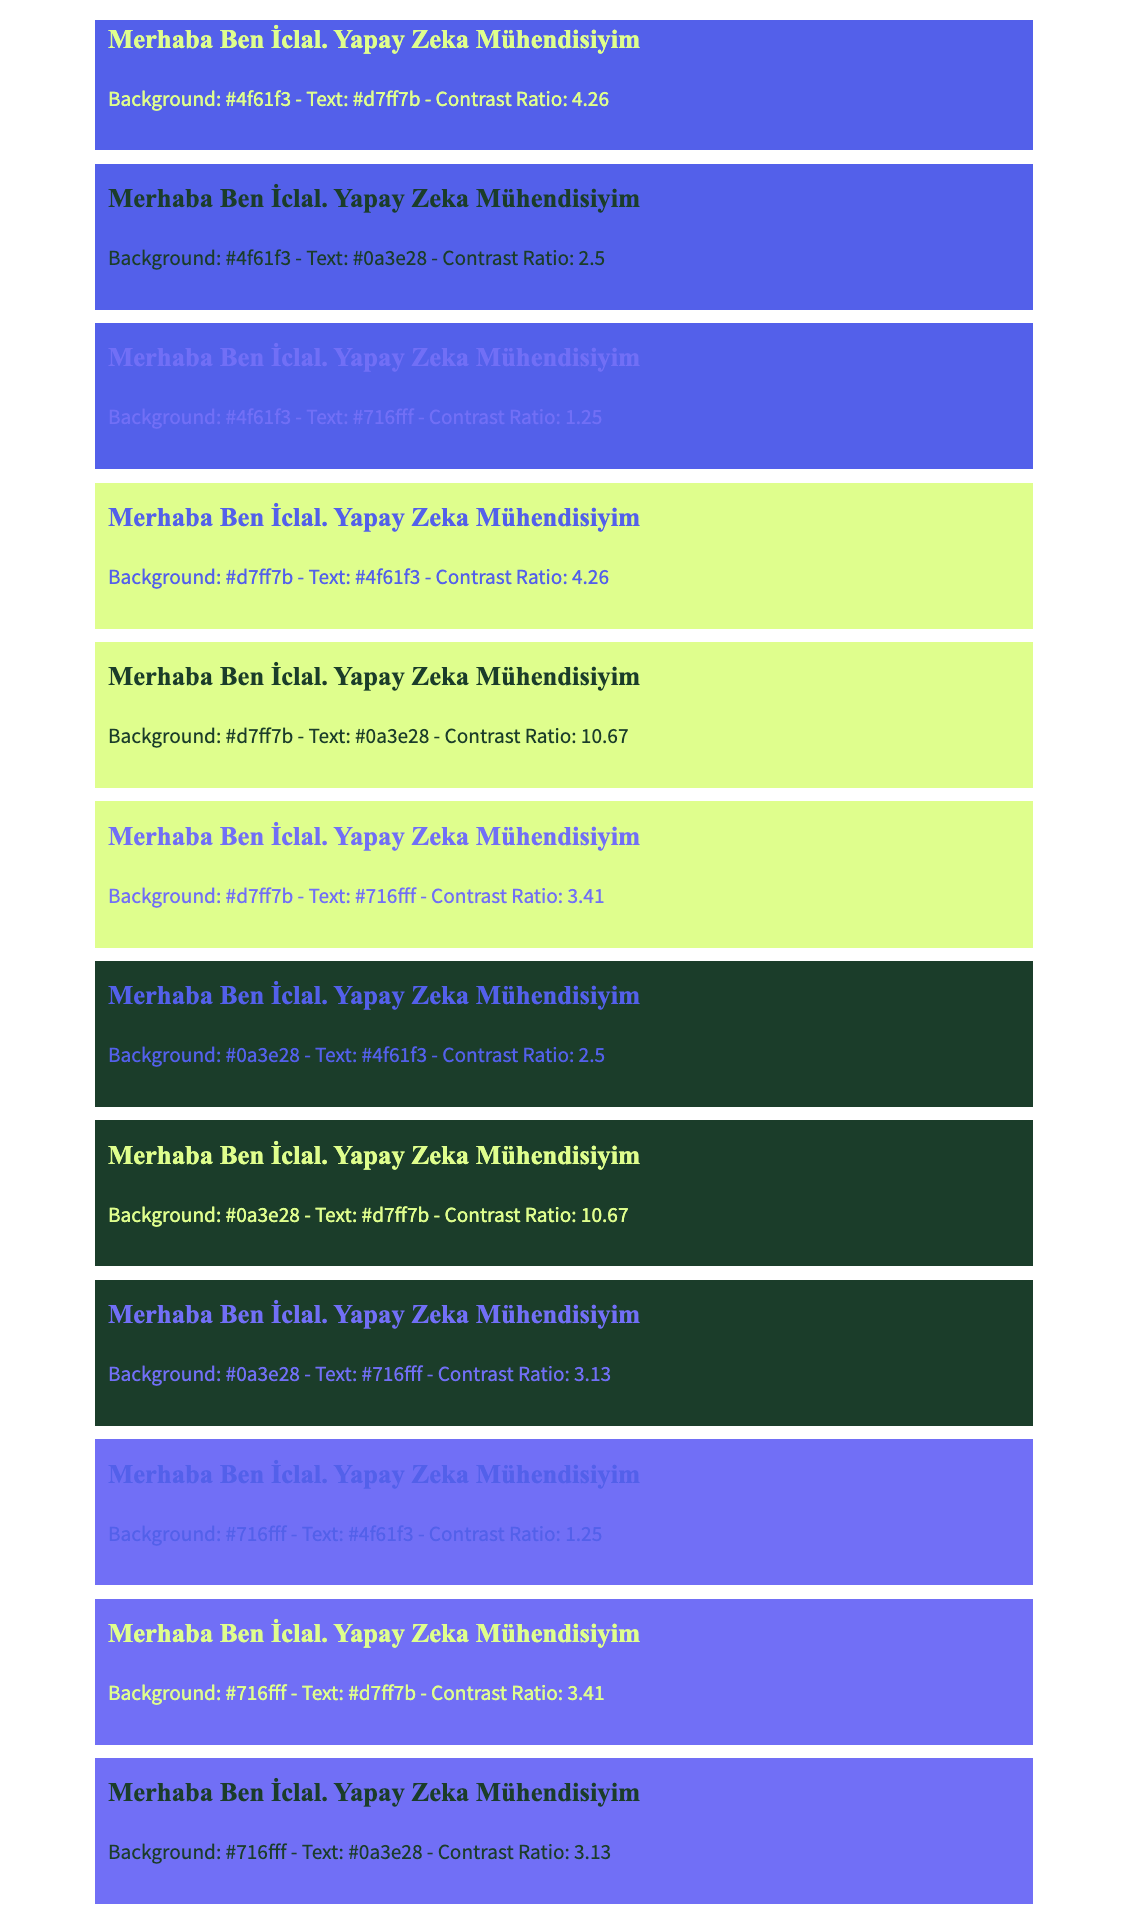 Merhaba Ben İclal. Yapay Zeka Mühendisiyim
Background: #4f61f3 - Text: #d7ff7b - Contrast Ratio: 4.26
Merhaba Ben İclal. Yapay Zeka Mühendisiyim
Background: #4f61f3 - Text: #0a3e28 - Contrast Ratio: 2.5
Merhaba Ben İclal. Yapay Zeka Mühendisiyim
Background: #4f61f3 - Text: #716fff - Contrast Ratio: 1.25
Merhaba Ben İclal. Yapay Zeka Mühendisiyim
Background: #d7ff7b - Text: #4f61f3 - Contrast Ratio: 4.26
Merhaba Ben İclal. Yapay Zeka Mühendisiyim
Background: #d7ff7b - Text: #0a3e28 - Contrast Ratio: 10.67
Merhaba Ben İclal. Yapay Zeka Mühendisiyim
Background: #d7ff7b - Text: #716fff - Contrast Ratio: 3.41
Merhaba Ben İclal. Yapay Zeka Mühendisiyim
Background: #0a3e28 - Text: #4f61f3 - Contrast Ratio: 2.5
Merhaba Ben İclal. Yapay Zeka Mühendisiyim
Background: #0a3e28 - Text: #d7ff7b - Contrast Ratio: 10.67
Merhaba Ben İclal. Yapay Zeka Mühendisiyim
Background: #0a3e28 - Text: #716fff - Contrast Ratio: 3.13
Merhaba Ben İclal. Yapay Zeka Mühendisiyim
Background: #716fff - Text: #4f61f3 - Contrast Ratio: 1.25
Merhaba Ben İclal. Yapay Zeka Mühendisiyim
Background: #716fff - Text: #d7ff7b - Contrast Ratio: 3.41
Merhaba Ben İclal. Yapay Zeka Mühendisiyim
Background: #716fff - Text: #0a3e28 - Contrast Ratio: 3.13